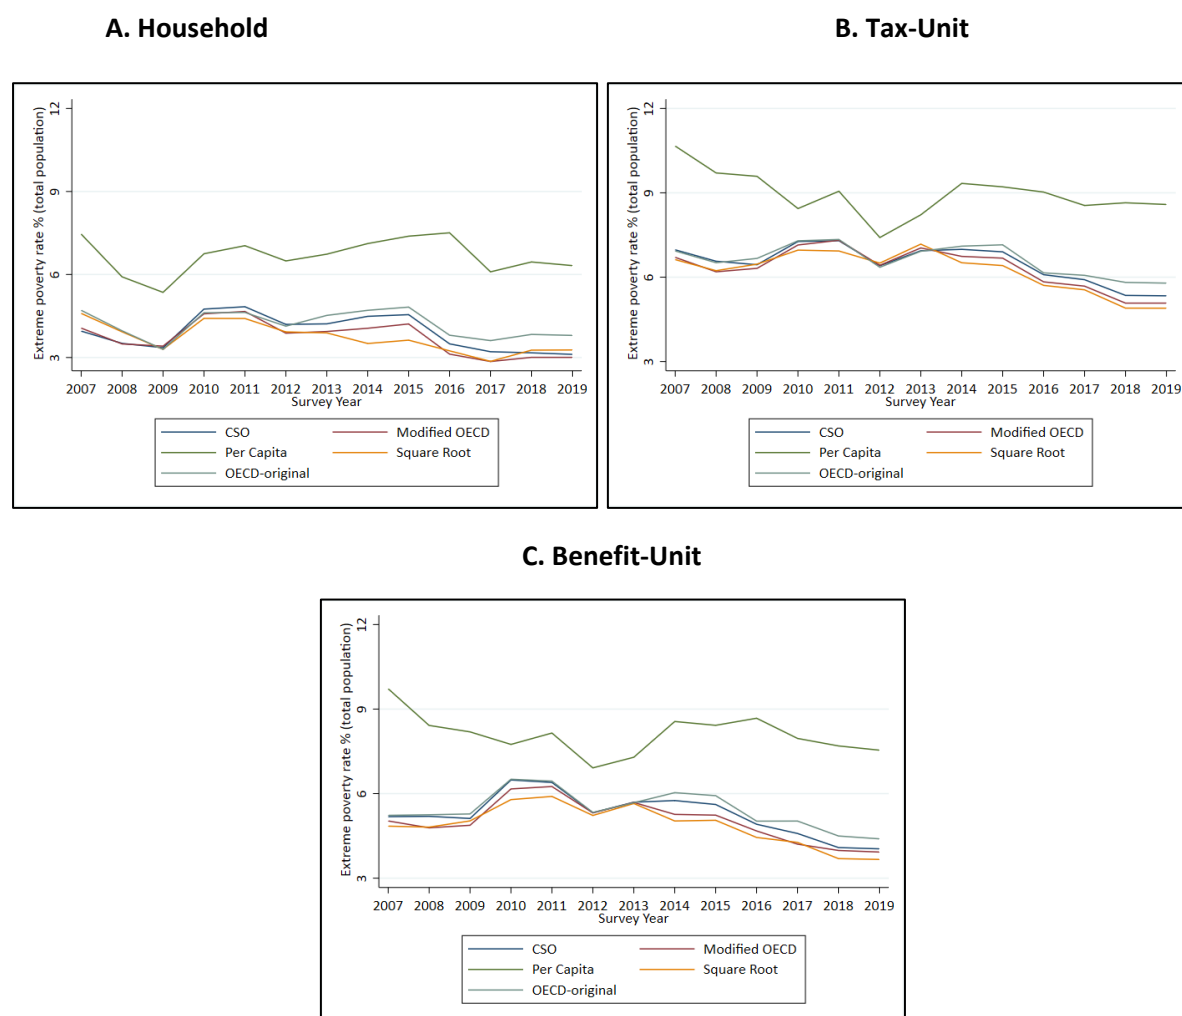 A. Household
B. Tax-Unit
Extreme poverty rate % (total population)
12
9
6
3
2007 2008 2009 2010 2011 2012 2013 2014 2015 2016 2017 2018 2019
Survey Year
CSO Modified OECD
Per Capita Square Root
OECD-original
Extreme poverty rate % (total population)
12
9
6
3
2007 2008 2009 2010 2011 2012 2013 2014 2015 2016 2017 2018 2019
Survey Year
CSO Modified OECD
Per Capita Square Root
OECD-original
C. Benefit-Unit
Extreme poverty rate % (total population)
12
9
6
3
2007 2008 2009 2010 2011 2012 2013 2014 2015 2016 2017 2018 2019
Survey Year
CSO Modified OECD
Per Capita Square Root
OECD-original